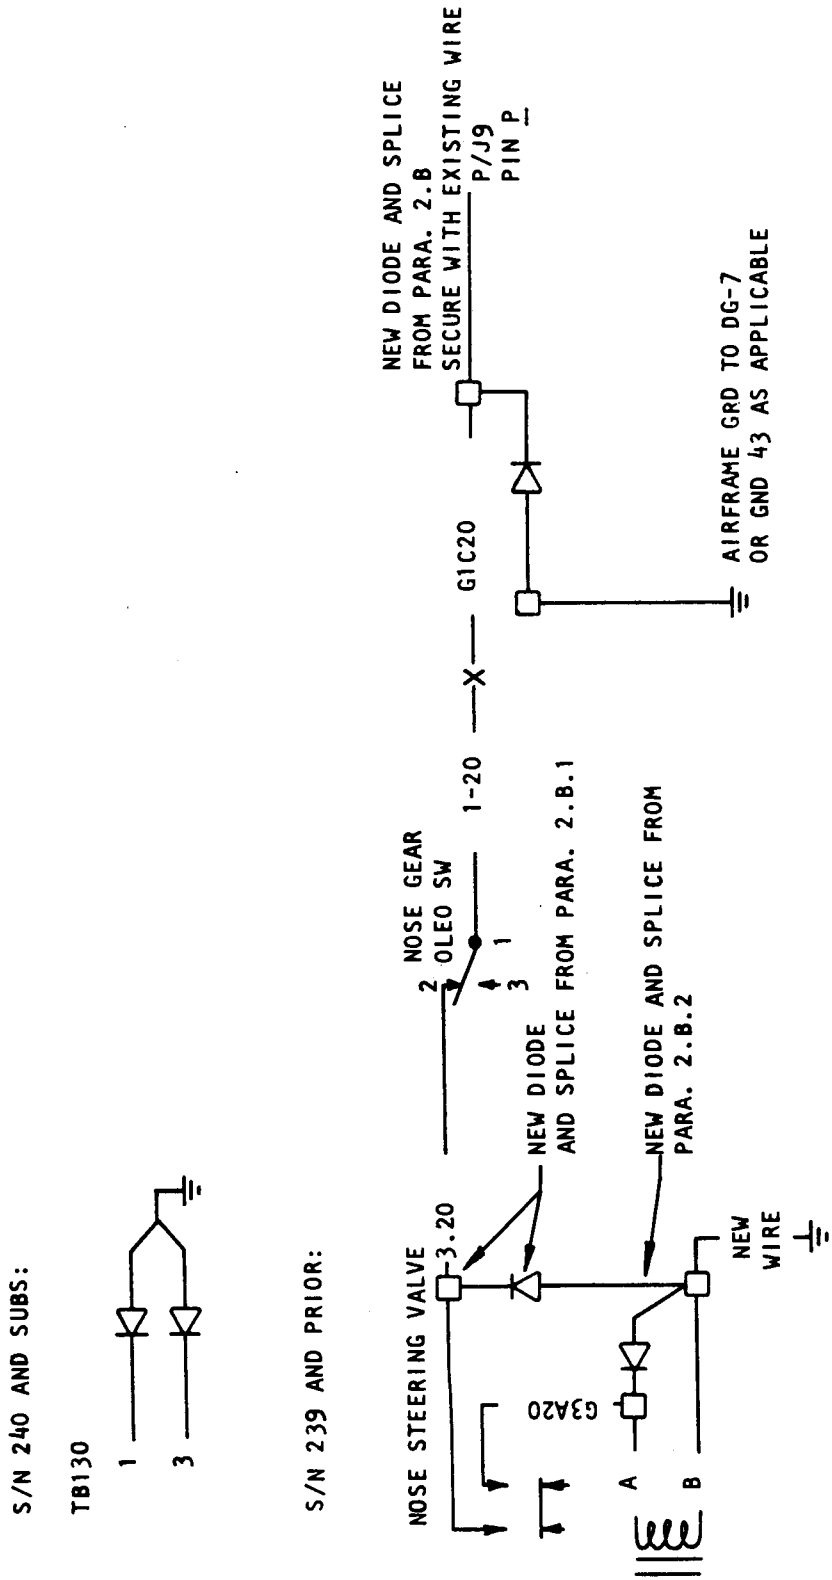 S/N 240 AND SUBS:
TB130
1
3
S/N 239 AND PRIOR:
NOSE STEERING VALVE
3.20
G3A20
A
B
NEW
WIRE
NEW DIODE
AND SPLICE FROM PARA. 2.B.1
NEW DIODE AND SPLICE FROM
PARA. 2.B.2
NOSE GEAR
OLEO SW
2
1
3
1-20
X
G1C20
NEW DIODE AND SPLICE
FROM PARA. 2.B
SECURE WITH EXISTING WIRE
P/J9
PIN P
AIRFRAME GRD TO DG-7
OR GND 43 AS APPLICABLE